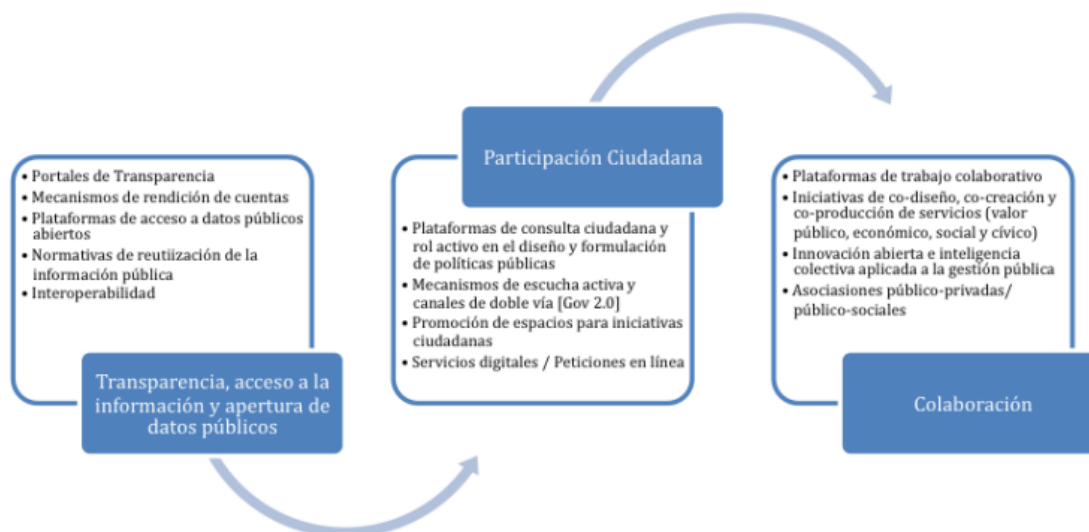 • Portales de Transparencia
• Mecanismos de rendición de cuentas
• Plataformas de acceso a datos públicos
abiertos
• Normativas de reutiización de la
información pública
• Interoperabilidad
Transparencia, acceso a la
información y apertura de
datos públicos
Participación Ciudadana
• Plataformas de consulta ciudadana y
rol activo en el diseño y formulación
de políticas públicas
• Mecanismos de escucha activa y
canales de doble vía [Gov 2.0]
• Promoción de espacios para iniciativas
ciudadanas
• Servicios digitales / Peticiones en línea
• Plataformas de trabajo colaborativo
• Iniciativas de co-diseño, co-creación y
co-producción de servicios (valor
público, económico, social y cívico)
• Innovación abierta e inteligencia
colectiva aplicada a la gestión pública
• Asociasiones público-privadas/
público-sociales
Colaboración